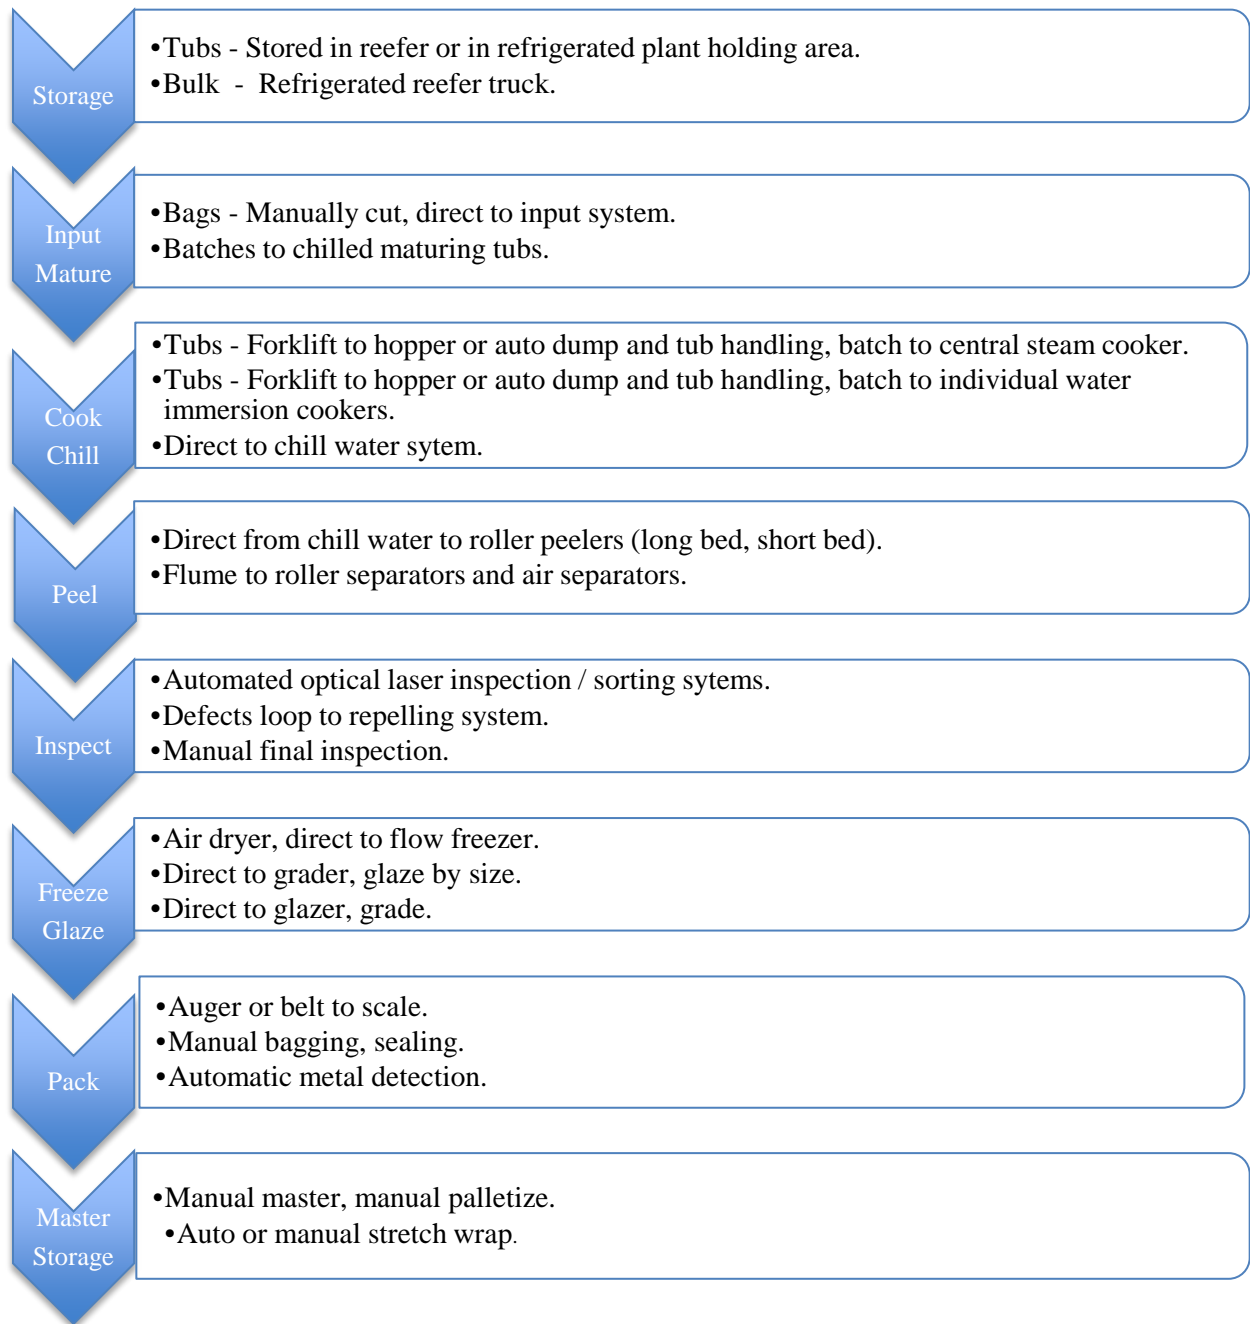 Storage
•Tubs - Stored in reefer or in refrigerated plant holding area.
•Bulk - Refrigerated reefer truck.
Input
Mature
•Bags - Manually cut, direct to input system.
•Batches to chilled maturing tubs.
Cook
Chill
•Tubs - Forklift to hopper or auto dump and tub handling, batch to central steam cooker.
•Tubs - Forklift to hopper or auto dump and tub handling, batch to individual water
immersion cookers.
•Direct to chill water sytem.
Peel
•Direct from chill water to roller peelers (long bed, short bed).
•Flume to roller separators and air separators.
Inspect
•Automated optical laser inspection / sorting sytems.
•Defects loop to repelling system.
•Manual final inspection.
Freeze
Glaze
•Air dryer, direct to flow freezer.
•Direct to grader, glaze by size.
•Direct to glazer, grade.
Pack
•Auger or belt to scale.
•Manual bagging, sealing.
•Automatic metal detection.
Master
Storage
•Manual master, manual palletize.
•Auto or manual stretch wrap.